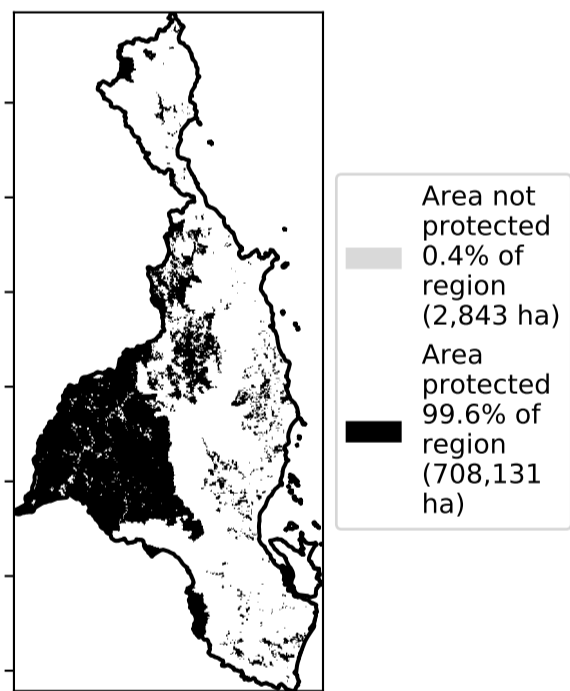 Area not
protected
0.4% of
region
(2,843 ha)
Area
protected
99.6% of
region
(708,131
ha)